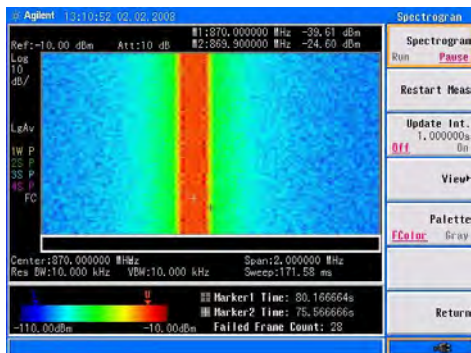 Agilent 13:10:52 02.02.2008
Spectrogran
M1:870.000000 MHz -39.61 dBm
Ref:-10.00 dBm Att:10 dB M2:869.900000 MHz -24.60 dBm
Log
10
dB/
LgAv
1W P
2S P
3S P
4S P
FC
Center:870.000000 MHz Span:2.000000 MHz
Res BW:10.000 kHz VBW:10.000 kHz Sweep:171.58 ms
Marker1 Time: 80.166664s
Marker2 Time: 75.566666s
-110.00dBm -10.00dBm Failed Frame Count: 28
Spectrogran
Run Pause
Restart Meas
Update Int.
1.000000s
Off On
View
Palette
FColor Gray
Return